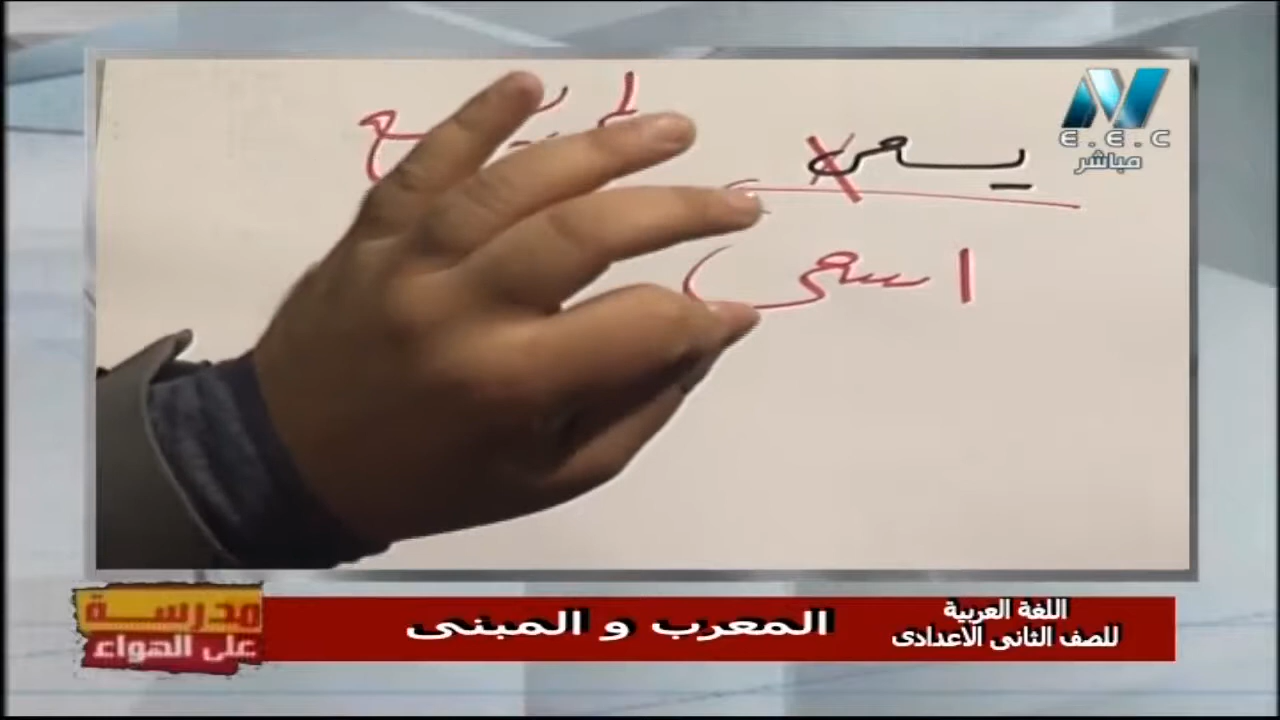 E.E.C
مباشر
يسعى
اسعى
مدرسة
على الهواء
المعرب و المبنى
اللغة العربية
للصف الثانى الاعدادى